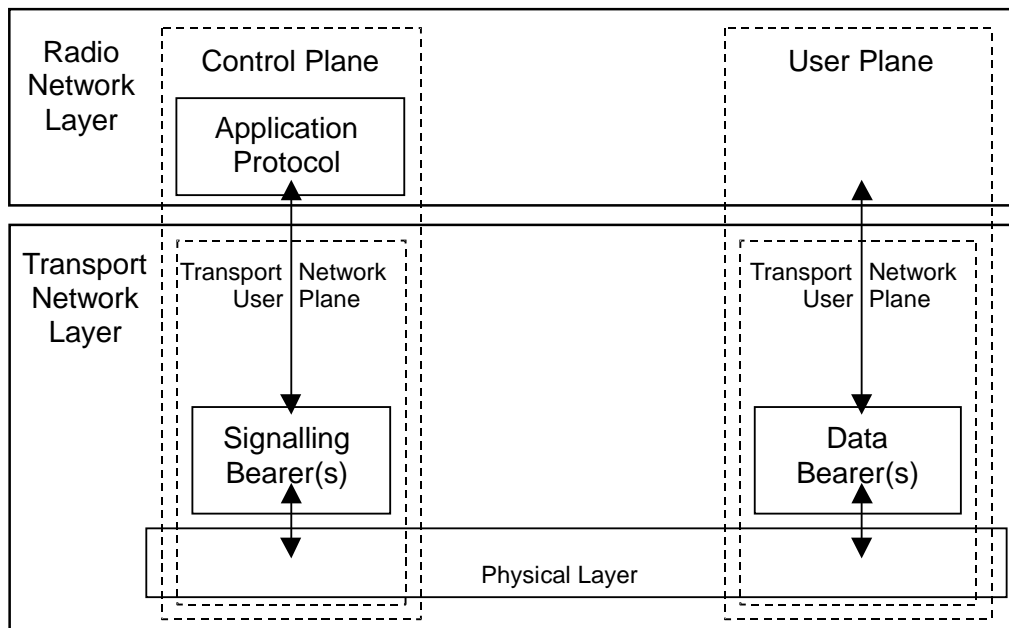 Radio
Network
Layer
Control Plane
User Plane
Application
Protocol
Transport
Network
Layer
Transport Network
User Plane
Transport Network
User Plane
Signalling
Bearer(s)
Data
Bearer(s)
Physical Layer